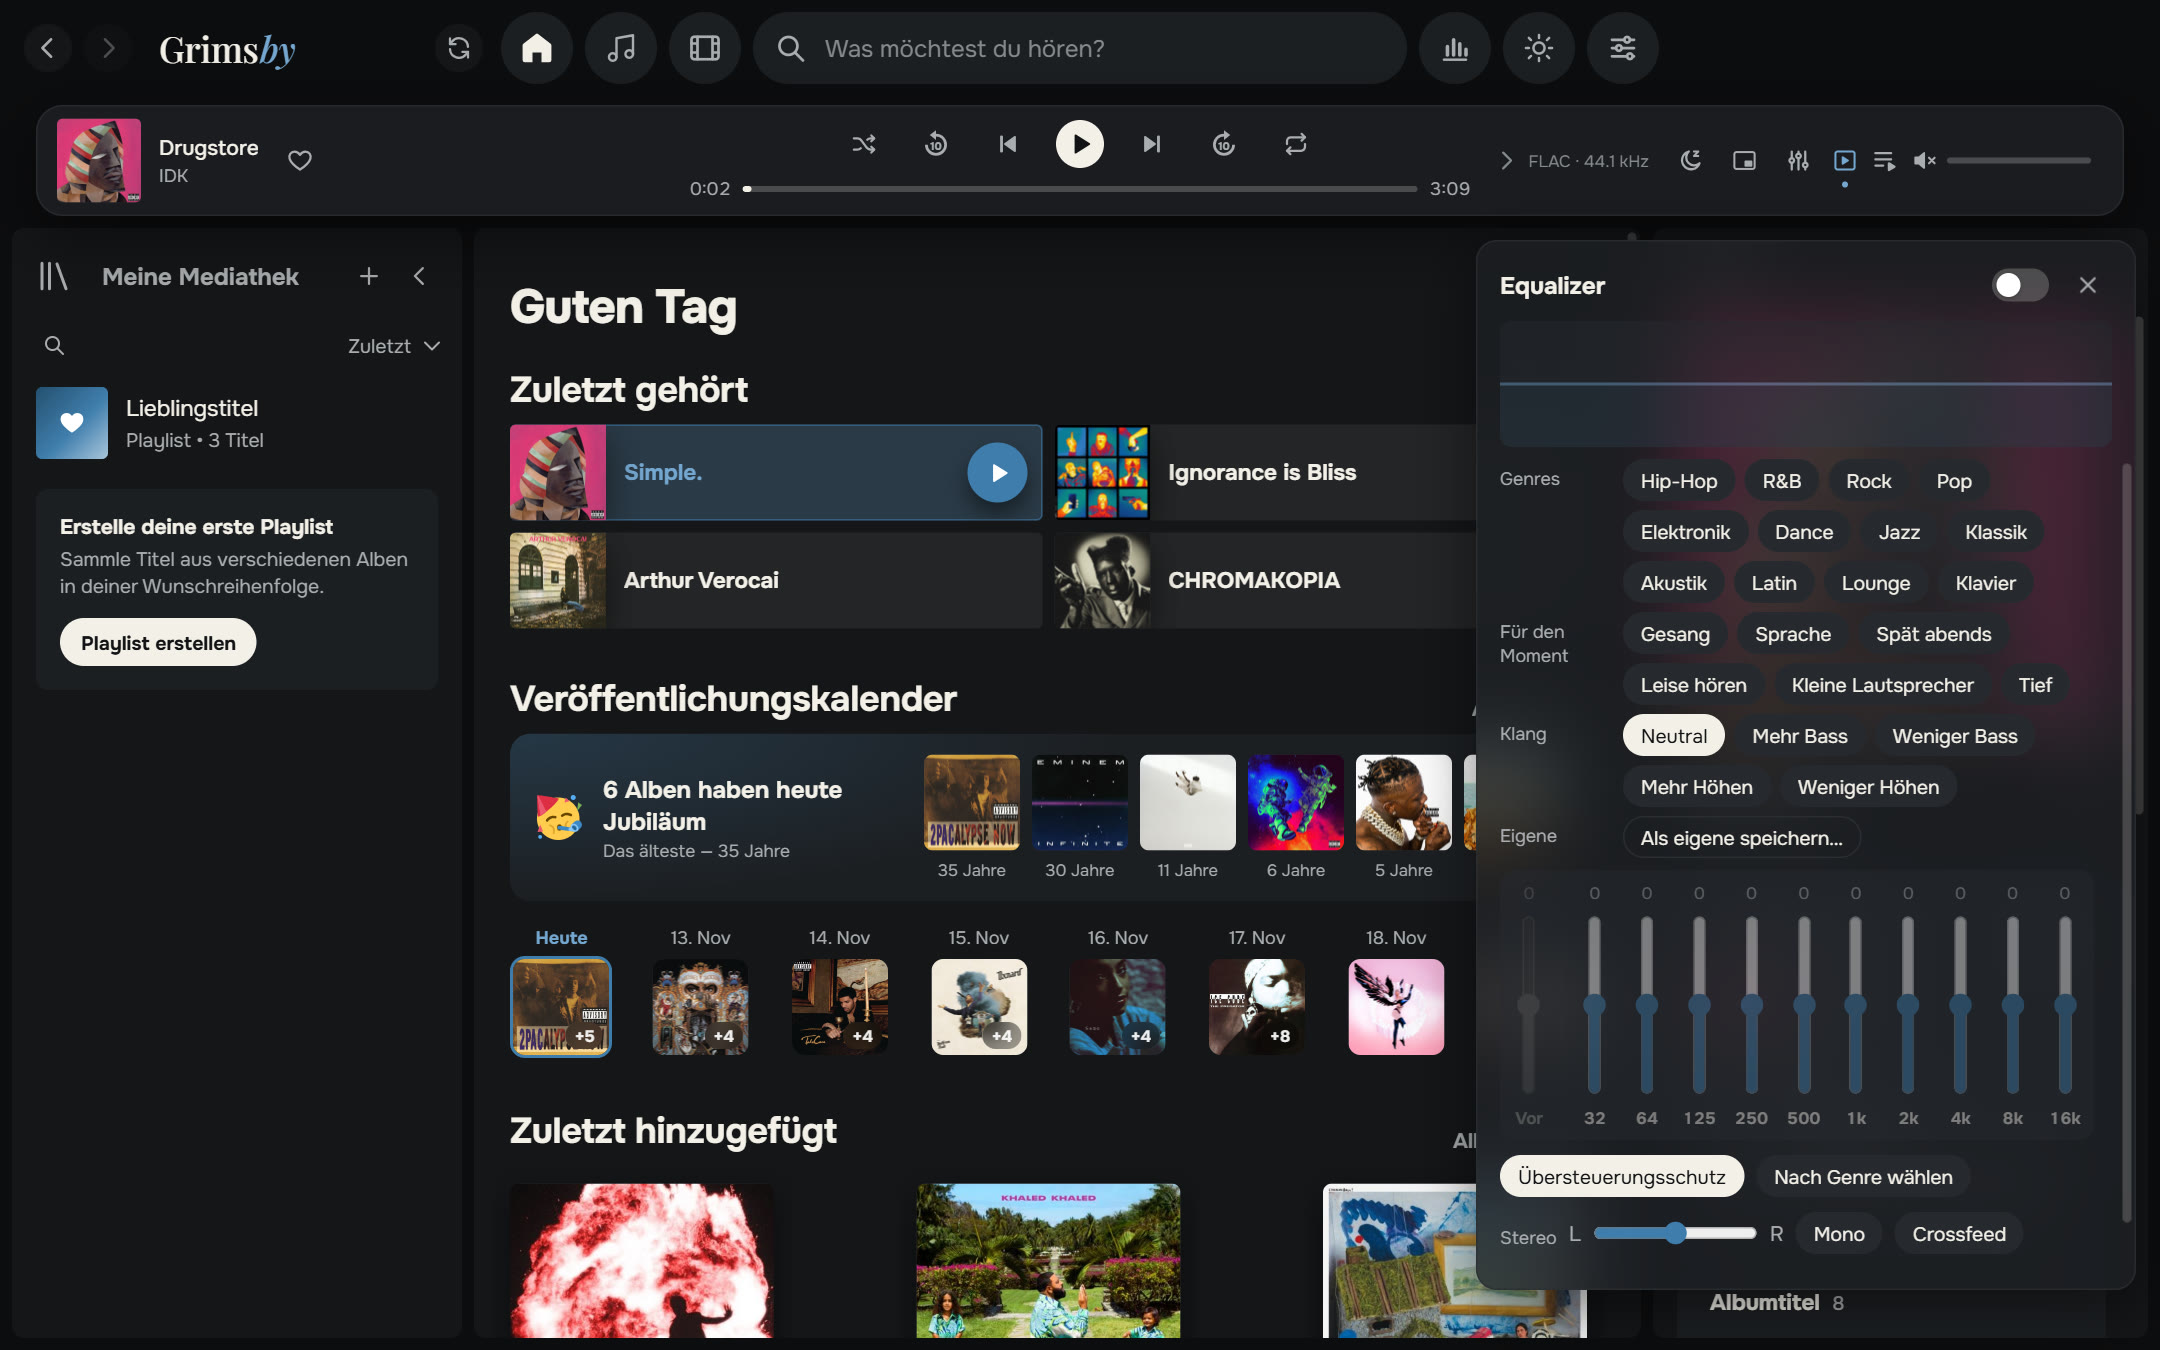 Grimsby
Was möchtest du hören?
Drugstore
IDK
10
10
0:02
3:09
FLAC · 44.1 kHz
Meine Mediathek
Zuletzt
Lieblingstitel
Playlist • 3 Titel
Erstelle deine erste Playlist
Sammle Titel aus verschiedenen Alben
in deiner Wunschreihenfolge.
Playlist erstellen
Guten Tag
Zuletzt gehört
Simple.
Ignorance is Bliss
Arthur Verocai
CHROMAKOPIA
Veröffentlichungskalender
6 Alben haben heute
Jubiläum
Das älteste – 35 Jahre
2PACALYPSE NOW
EMINEM
INFINITE
35 Jahre
30 Jahre
11 Jahre
6 Jahre
5 Jahre
Heute
13. Nov
14. Nov
15. Nov
16. Nov
17. Nov
18. Nov
+5
+4
+4
+4
+4
+8
Zuletzt hinzugefügt
KHALED KHALED
Equalizer
Genres
Hip-Hop
R&B
Rock
Pop
Elektronik
Dance
Jazz
Klassik
Akustik
Latin
Lounge
Klavier
Für den
Moment
Gesang
Sprache
Spät abends
Leise hören
Kleine Lautsprecher
Tief
Klang
Neutral
Mehr Bass
Weniger Bass
Mehr Höhen
Weniger Höhen
Eigene
Als eigene speichern...
0 0 0 0 0 0 0 0 0 0 0
Vor 32 64 125 250 500 1k 2k 4k 8k 16k
Übersteuerungsschutz
Nach Genre wählen
Stereo L R
Mono
Crossfeed
Albumtitel 8